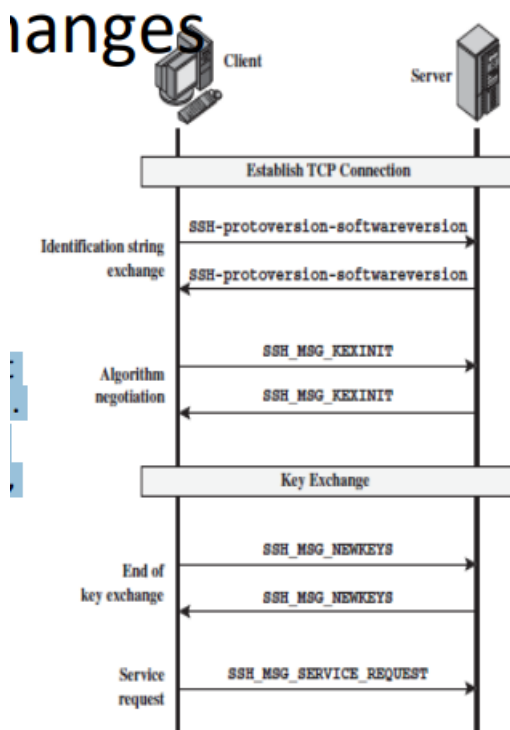 hanges
Client
Server
Establish TCP Connection
SSH-protoversion-softwareversion
Identification string
exchange
SSH-protoversion-softwareversion
SSH_MSG_KEXINIT
Algorithm
negotiation
SSH_MSG_KEXINIT
Key Exchange
SSH_MSG_NEWKEYS
End of
key exchange
SSH_MSG_NEWKEYS
Service
request
SSH_MSG_SERVICE_REQUEST